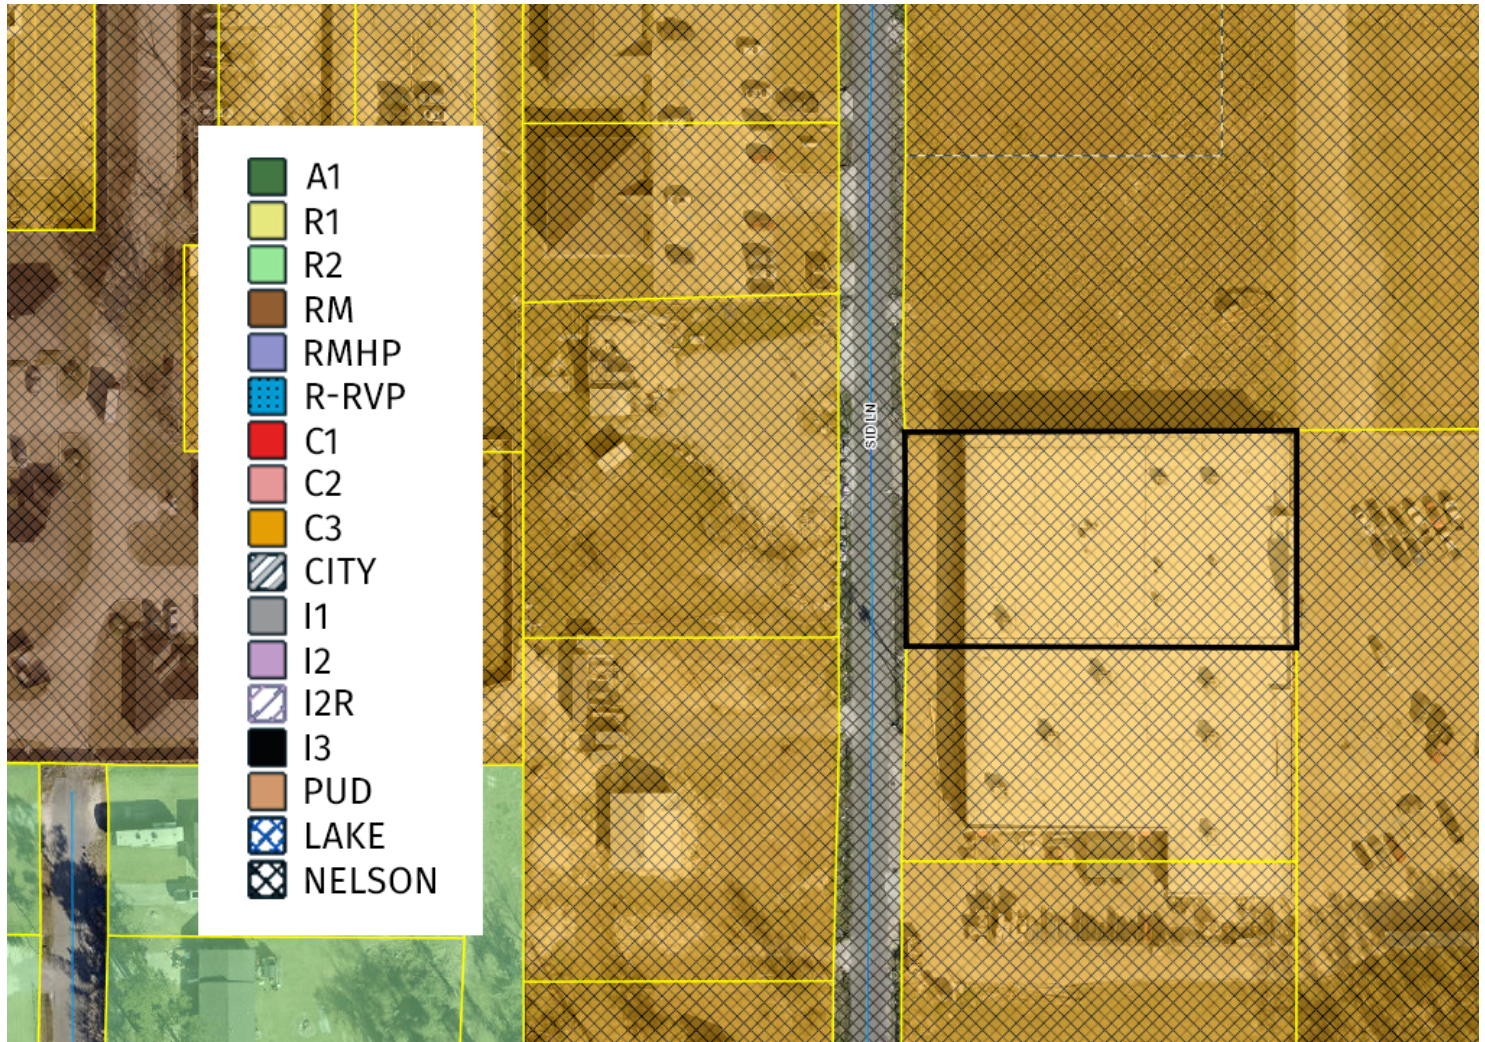 A1
R1
R2
RM
RMHP
R-RVP
C1
C2
C3
CITY
I1
I2
I2R
I3
PUD
LAKE
NELSON
SID LN